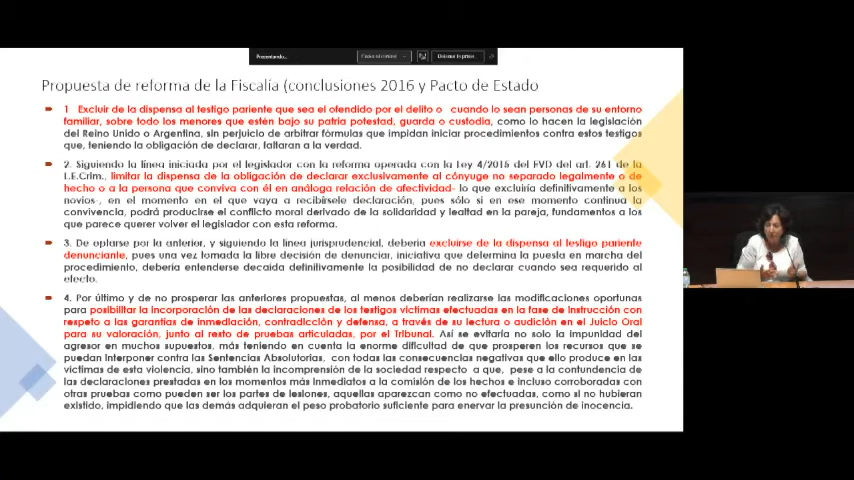 Presentando...
Propuesta de reforma de la Fiscalía (conclusiones 2016 y Pacto de Estado
1 Excluir de la dispensa al testigo pariente que sea el ofendido por el delito o cuando lo sean personas de su entorno
familiar, sobre todo los menores que estén bajo su patria potestad, guarda o custodia, como lo hacen la legislación
del Reino Unido o Argentina, sin perjuicio de arbitrar fórmulas que impidan iniciar procedimientos contra estos testigos
que, teniendo la obligación de declarar, faltaran a la verdad.
2. Siguiendo la línea iniciada por el legislador con la reforma operada con la Ley 4/2015 del EVD del art. 261 de la
L.E.Crim., limitar la dispensa de la obligación de declarar exclusivamente al cónyuge no separado legalmente o de
hecho o a la persona que conviva con él en análoga relación de afectividad- lo que excluiría definitivamente a los
novios-, en el momento en el que vaya a recibírsele declaración, pues sólo si en ese momento continua la
convivencia, podrá producirse el conflicto moral derivado de la solidaridad y lealtad en la pareja, fundamentos a los
que parece querer volver el legislador con esta reforma.
3. De optarse por la anterior, y siguiendo la línea jurisprudencial, debería excluirse de la dispensa al testigo pariente
denunciante, pues una vez tomada la libre decisión de denunciar, iniciativa que determina la puesta en marcha del
procedimiento, debería entenderse decaída definitivamente la posibilidad de no declarar cuando sea requerido al
efecto.
4. Por último y de no prosperar las anteriores propuestas, al menos deberían realizarse las modificaciones oportunas
para posibilitar la incorporación de las declaraciones de los testigos víctimas efectuadas en la fase de instrucción con
respeto a las garantías de inmediación, contradicción y defensa, a través de su lectura o audición en el Juicio Oral
para su valoración, junto al resto de pruebas articuladas, por el Tribunal. Así se evitaría no solo la impunidad del
agresor en muchos supuestos, más teniendo en cuenta la enorme dificultad de que prosperen los recursos que se
puedan interponer contra las Sentencias Absolutorias, con todas las consecuencias negativas que ello produce en las
víctimas de esta violencia, sino también la incomprensión de la sociedad respecto a que, pese a la contundencia de
las declaraciones prestadas en los momentos más inmediatos a la comisión de los hechos e incluso corroboradas con
otras pruebas como pueden ser los partes de lesiones, aquellas aparezcan como no efectuadas, como si no hubieran
existido, impidiendo que las demás adquieran el peso probatorio suficiente para enervar la presunción de inocencia.